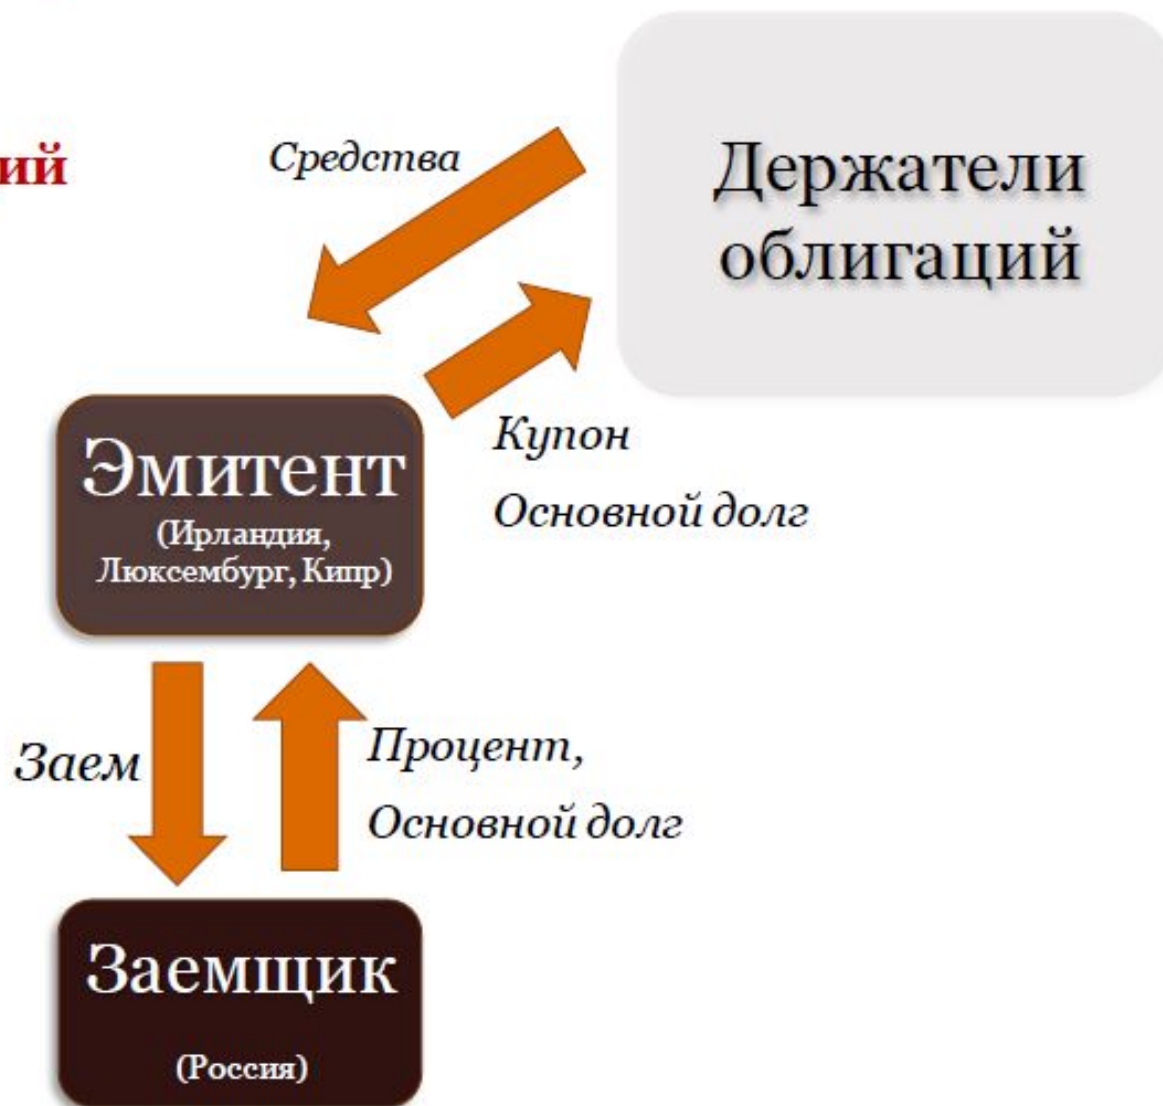 ий
Средства
Держатели
облигаций
Купон
Основной долг
Эмитент
(Ирландия,
Люксембург, Кипр)
Заем
Процент,
Основной долг
Заемщик
(Россия)